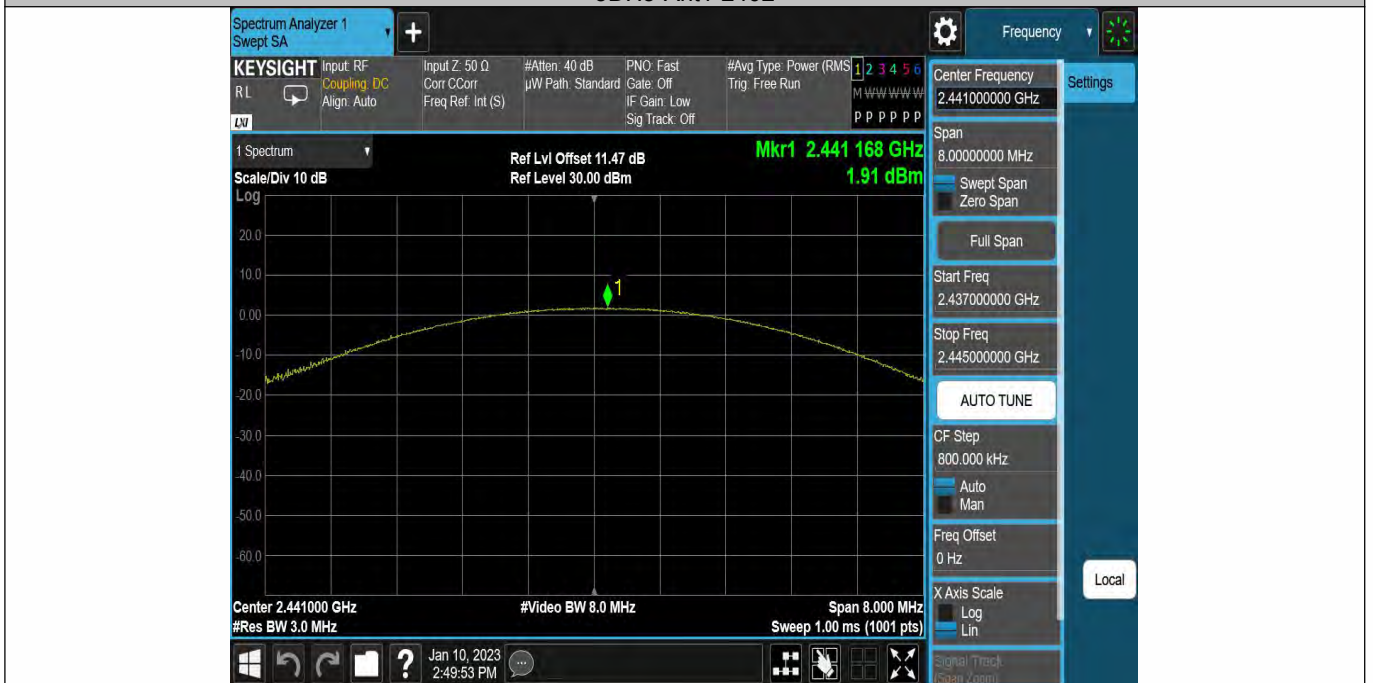 Spectrum Analyzer 1
Swept SA
Frequency
KEYSIGHT
RL
LXI
Input: RF
Coupling: DC
Align: Auto
Input Z: 50 Ω
Corr CCorr
Freq Ref: Int (S)
#Atten: 40 dB
µW Path: Standard
PNO: Fast
Gate: Off
IF Gain: Low
Sig Track: Off
#Avg Type: Power (RMS
Trig: Free Run
1 2 3 4 5 6
M W W W W W
P P P P P P
1 Spectrum
Scale/Div 10 dB
Log
Ref Lvl Offset 11.47 dB
Ref Level 30.00 dBm
Mkr1 2.441 168 GHz
1.91 dBm
1
20.0
10.0
0.00
-10.0
-20.0
-30.0
-40.0
-50.0
-60.0
Center 2.441000 GHz
#Res BW 3.0 MHz
#Video BW 8.0 MHz
Span 8.000 MHz
Sweep 1.00 ms (1001 pts)
Jan 10, 2023
2:49:53 PM
Center Frequency
2.441000000 GHz
Settings
Span
8.00000000 MHz
Swept Span
Zero Span
Full Span
Start Freq
2.437000000 GHz
Stop Freq
2.445000000 GHz
AUTO TUNE
CF Step
800.000 kHz
Auto
Man
Freq Offset
0 Hz
X Axis Scale
Log
Lin
Local
Signal Track
(Span Zoom)